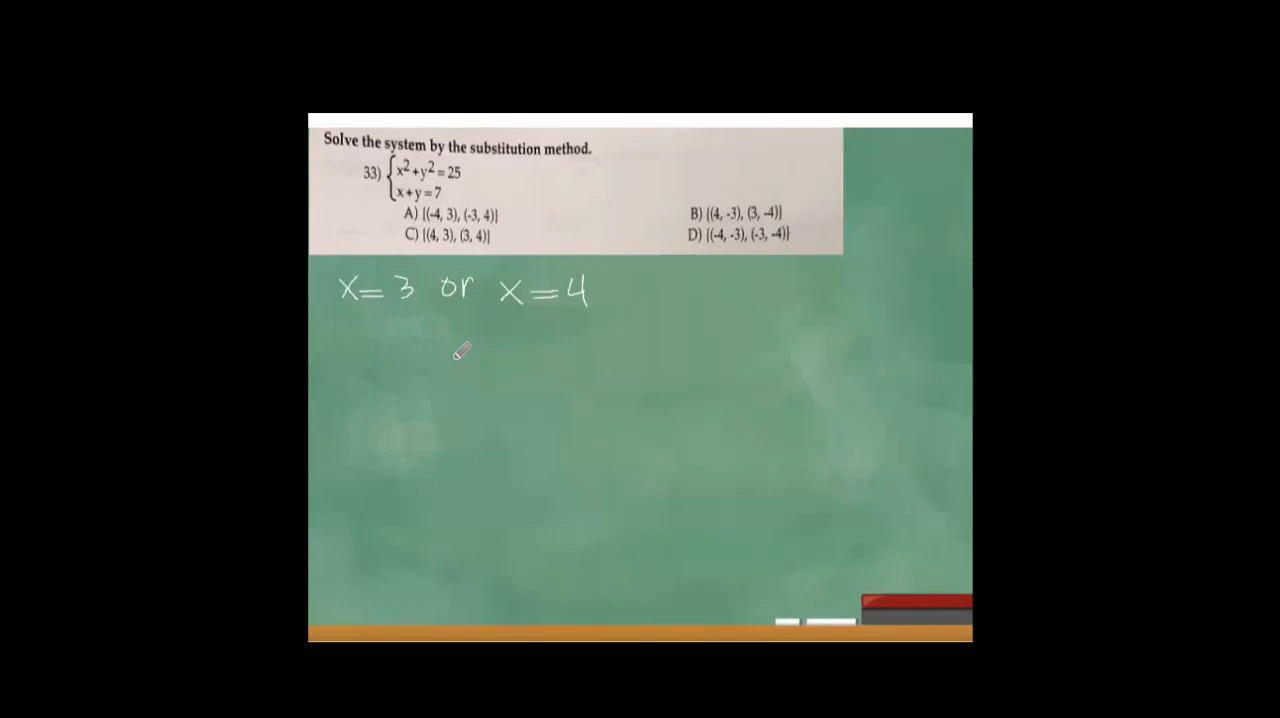 Solve the system by the substitution method.
33) { x² + y² = 25
x + y = 7
A) {(-4, 3), (-3, 4)}
B) {(4, -3), (3, -4)}
C) {(4, 3), (3, 4)}
D) {(-4, -3), (-3, -4)}
x = 3 or x = 4